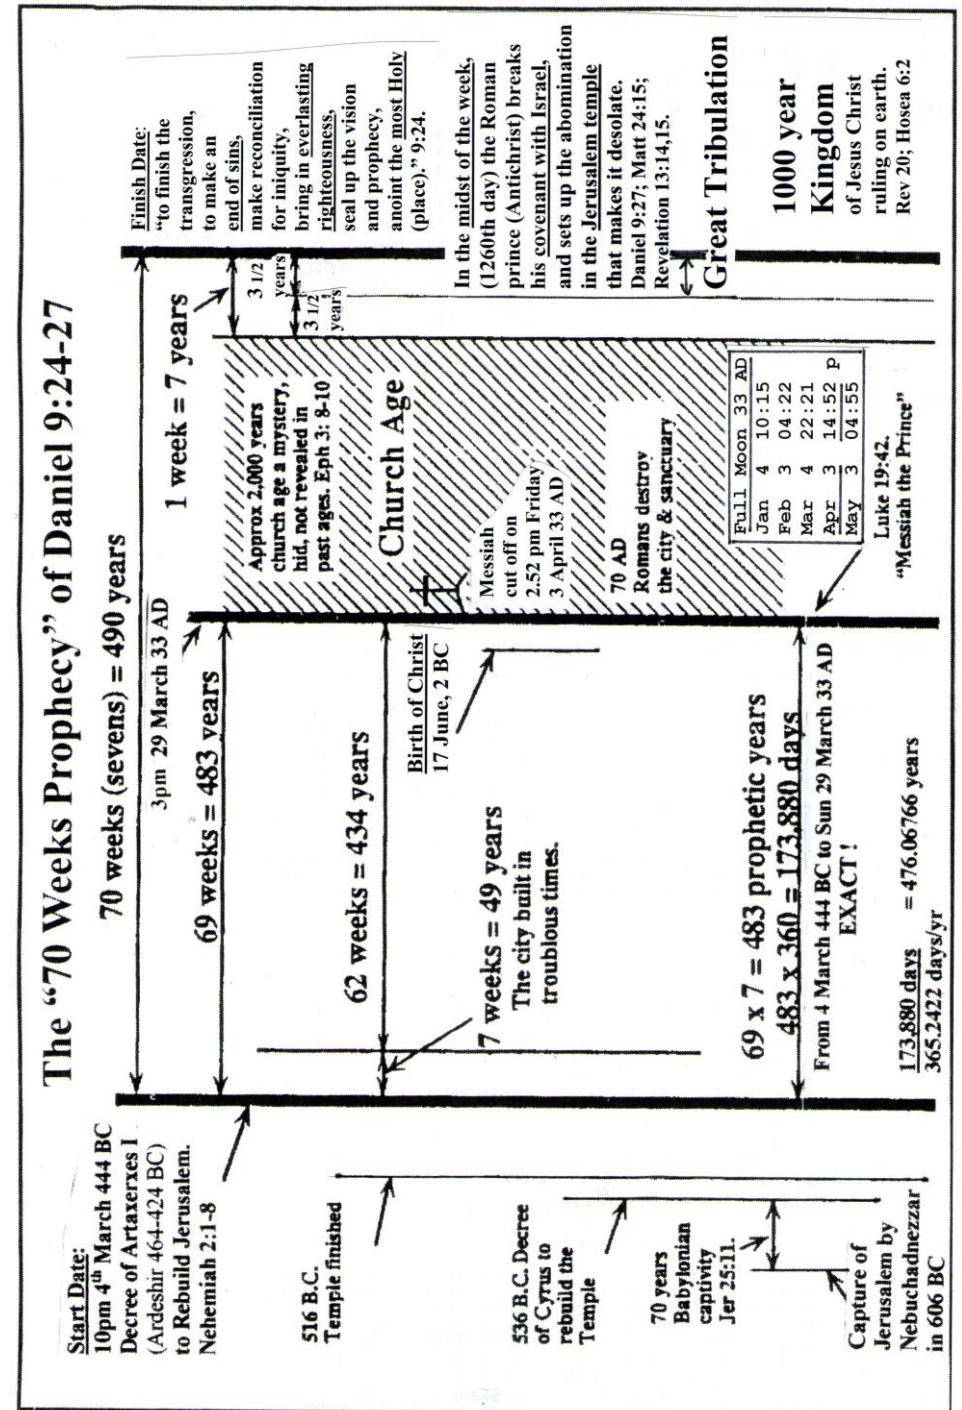 The “70 Weeks Prophecy” of Daniel 9:24-27
Start Date:
10pm 4th March 444 BC
Decree of Artaxerxes I
(Ardeshir 464-424 BC)
to Rebuild Jerusalem.
Nehemiah 2:1-8
516 B.C.
Temple finished
536 B.C. Decree
of Cyrus to
rebuild the
Temple
70 years
Babylonian
captivity
Jer 25:11.
Capture of
Jerusalem by
Nebuchadnezzar
in 606 BC
70 weeks (sevens) = 490 years
3pm 29 March 33 AD
69 weeks = 483 years
62 weeks = 434 years
7 weeks = 49 years
The city built in
troublous times.
Birth of Christ
17 June, 2 BC
69 x 7 = 483 prophetic years
483 x 360 = 173,880 days
From 4 March 444 BC to Sun 29 March 33 AD
EXACT !
173,880 days = 476.06766 years
365.2422 days/yr
1 week = 7 years
3 1/2
years
3 1/2
years
Approx 2,000 years
church age a mystery,
hid, not revealed in
past ages. Eph 3: 8-10
Church Age
Messiah
cut off on
2.52 pm Friday
3 April 33 AD
70 AD
Romans destroy
the city & sanctuary
Full Moon 33 AD
Jan 4 10:15
Feb 3 04:22
Mar 4 22:21
Apr 3 14:52 p
May 3 04:55
Luke 19:42.
“Messiah the Prince”
Finish Date:
“to finish the
transgression,
to make an
end of sins,
make reconciliation
for iniquity,
bring in everlasting
righteousness,
seal up the vision
and prophecy,
anoint the most Holy
(place).” 9:24.
In the midst of the week,
(1260th day) the Roman
prince (Antichrist) breaks
his covenant with Israel,
and sets up the abomination
in the Jerusalem temple
that makes it desolate.
Daniel 9:27; Matt 24:15;
Revelation 13:14,15.
Great Tribulation
1000 year
Kingdom
of Jesus Christ
ruling on earth.
Rev 20; Hosea 6:2